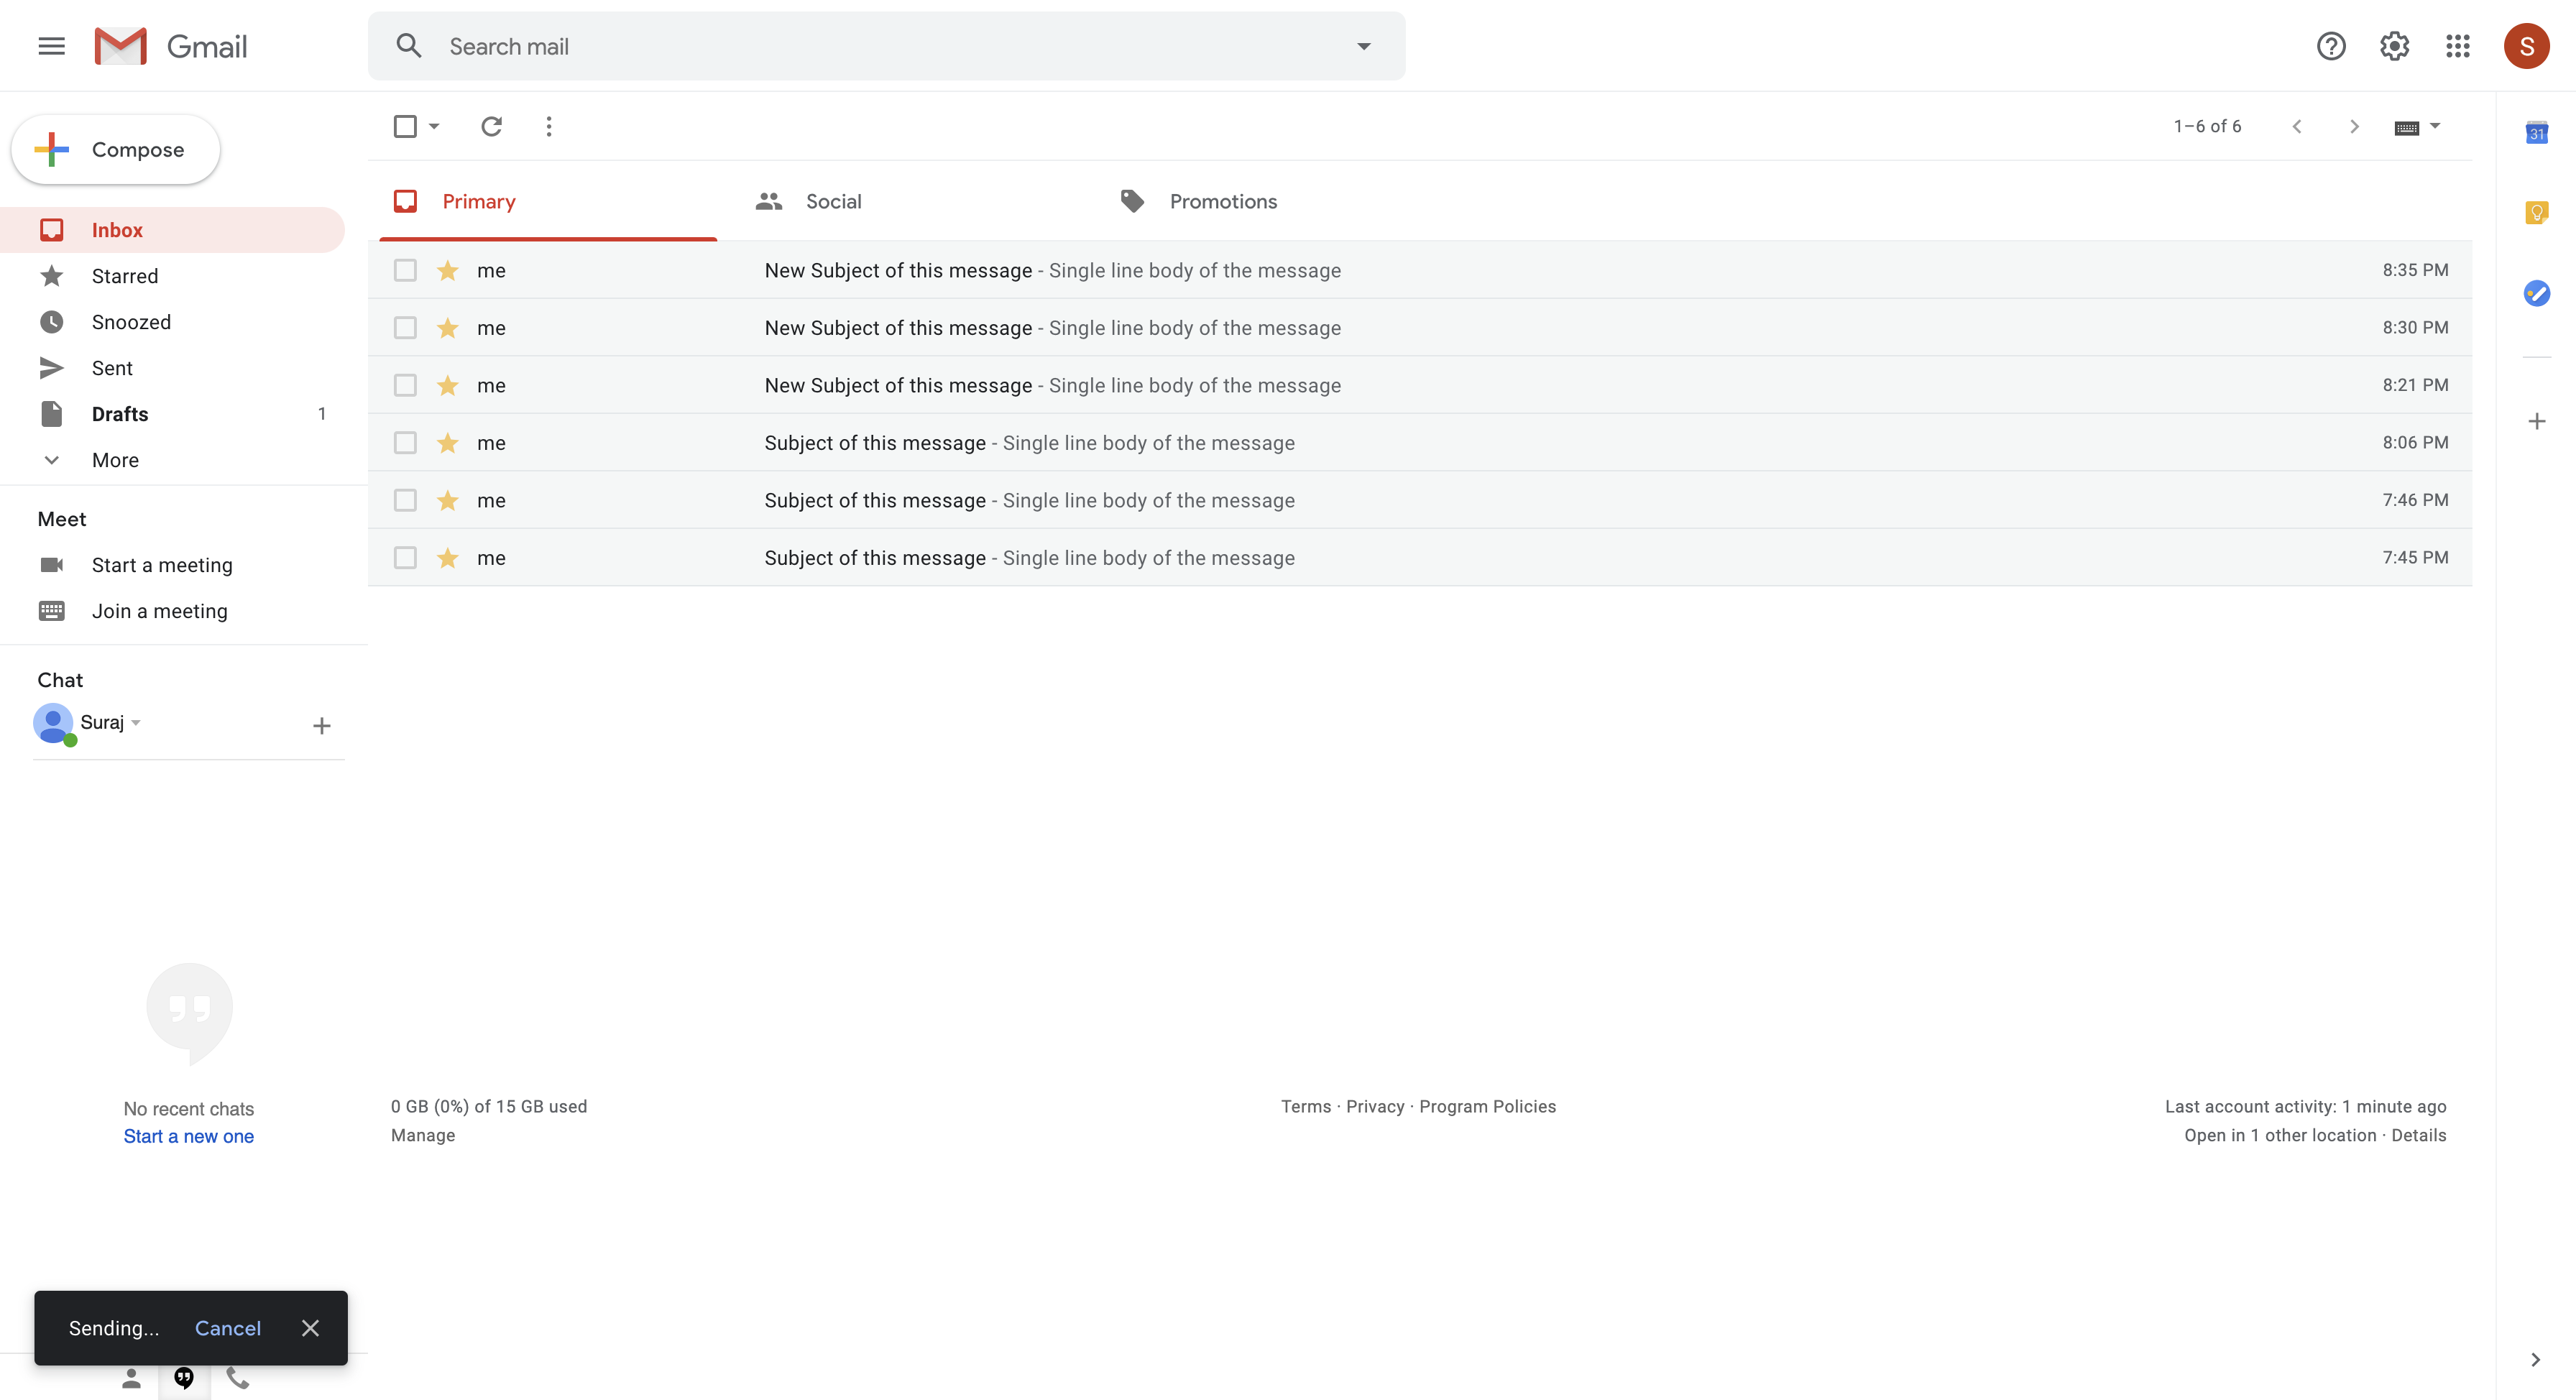 Gmail
Search mail
S
Compose
1–6 of 6
31
Primary
Social
Promotions
Inbox
Starred
Snoozed
Sent
Drafts 1
More
me New Subject of this message - Single line body of the message 8:35 PM
me New Subject of this message - Single line body of the message 8:30 PM
me New Subject of this message - Single line body of the message 8:21 PM
me Subject of this message - Single line body of the message 8:06 PM
me Subject of this message - Single line body of the message 7:46 PM
me Subject of this message - Single line body of the message 7:45 PM
Meet
Start a meeting
Join a meeting
Chat
Suraj
No recent chats
Start a new one
0 GB (0%) of 15 GB used
Manage
Terms · Privacy · Program Policies
Last account activity: 1 minute ago
Open in 1 other location · Details
Sending... Cancel